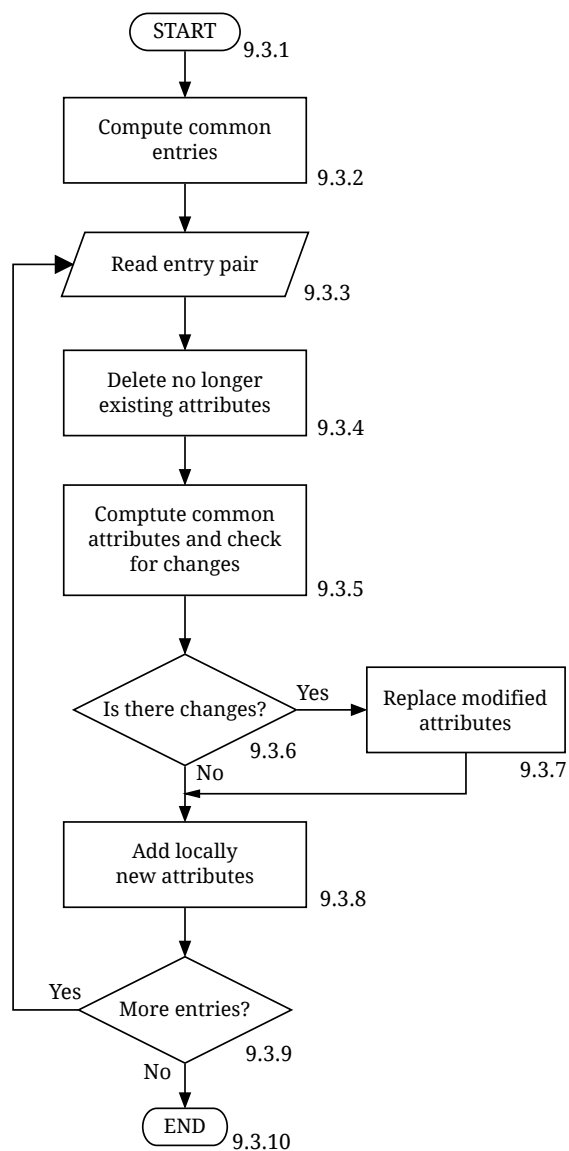 START
9.3.1
Compute common
entries
9.3.2
Read entry pair
9.3.3
Delete no longer
existing attributes
9.3.4
Comptute common
attributes and check
for changes
9.3.5
Is there changes?
Yes
9.3.6
No
Replace modified
attributes
9.3.7
Add locally
new attributes
9.3.8
Yes
More entries?
9.3.9
No
END
9.3.10